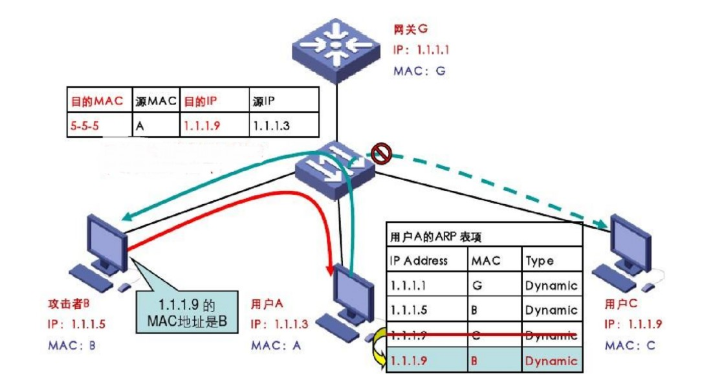 网关G
IP: 1.1.1.1
MAC: G
目的MAC 源MAC 目的IP 源IP
5-5-5 A 1.1.1.9 1.1.1.3
用户A的ARP 表项
IP Address MAC Type
1.1.1.1 G Dynamic
1.1.1.5 B Dynamic
1.1.1.9 C Dynamic
1.1.1.9 B Dynamic
攻击者B
IP: 1.1.1.5
MAC: B
1.1.1.9 的
MAC地址是B
用户A
IP: 1.1.1.3
MAC: A
用户C
IP: 1.1.1.9
MAC: C